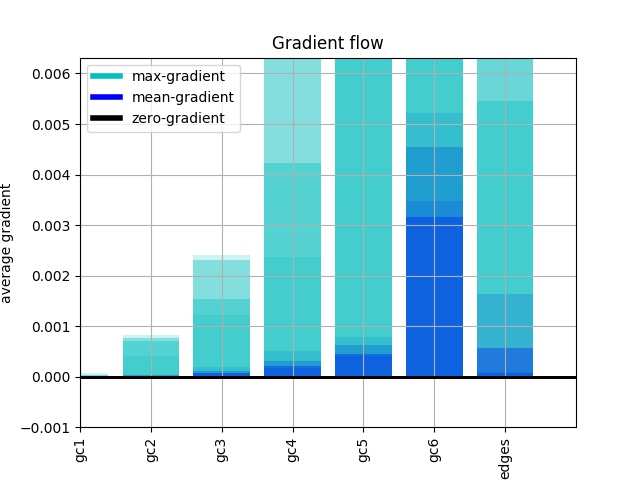 Gradient flow
max-gradient
mean-gradient
zero-gradient
average gradient
0.006
0.005
0.004
0.003
0.002
0.001
0.000
−0.001
gc1
gc2
gc3
gc4
gc5
gc6
edges